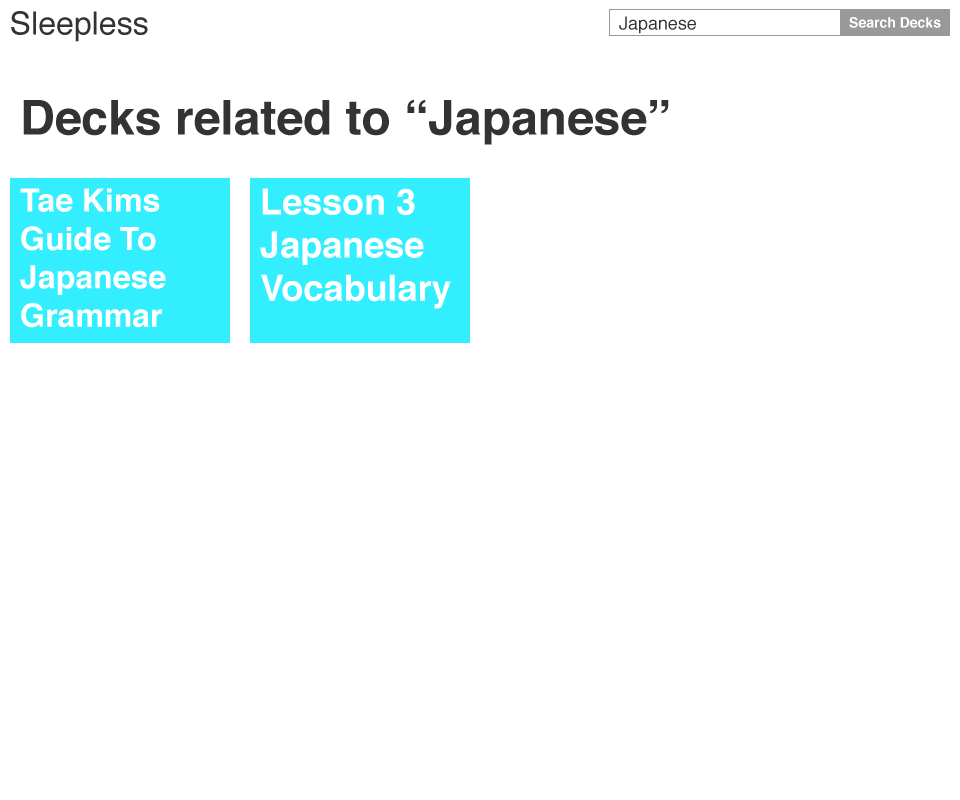 Sleepless
Japanese
Search Decks
Decks related to “Japanese”
Tae Kims
Guide To
Japanese
Grammar
Lesson 3
Japanese
Vocabulary